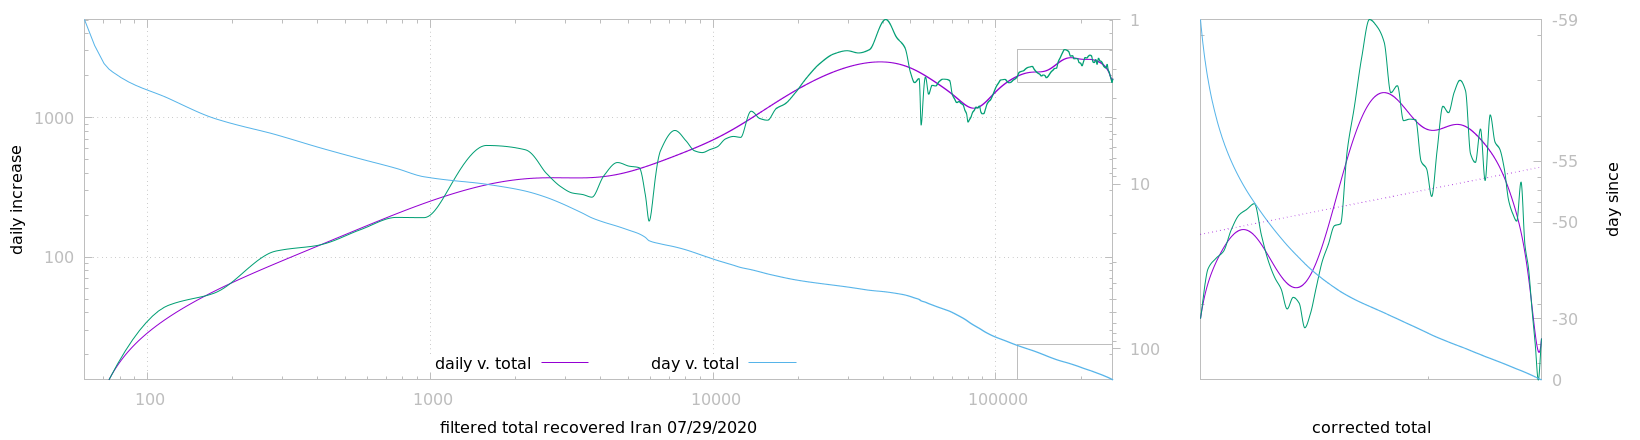 1
-59
1000
daily increase
-55
10
-50
day since
100
-30
daily v. total
day v. total
100
0
100
1000
10000
100000
filtered total recovered Iran 07/29/2020
corrected total